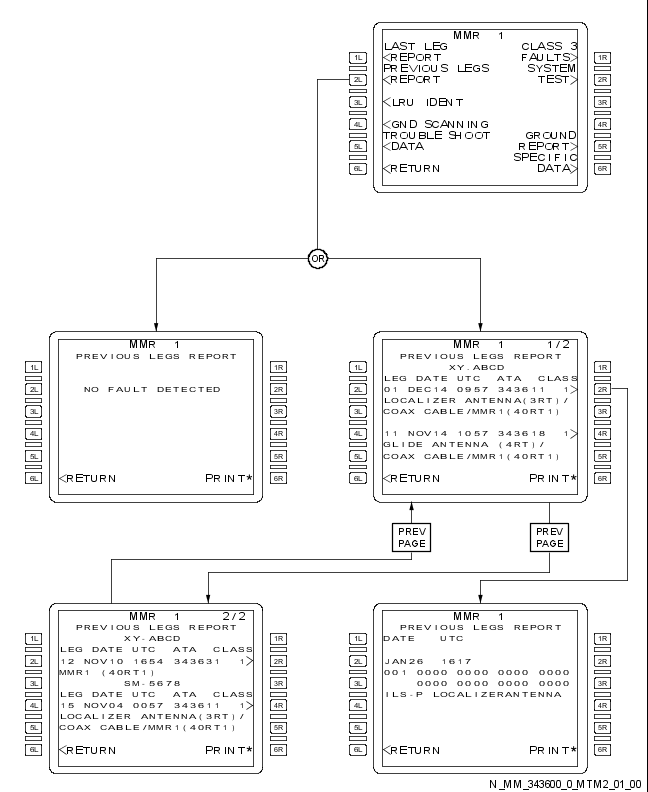 MMR 1
LAST LEG CLASS 3
1L <REPORT FAULTS> 1R
PREVIOUS LEGS SYSTEM
2L <REPORT TEST> 2R
3L <LRU IDENT 3R
4L <GND SCANNING 4R
TROUBLE SHOOT GROUND
5L <DATA REPORT> 5R
SPECIFIC
6L <RETURN DATA> 6R
OR
MMR 1
PREVIOUS LEGS REPORT
1L 1R
2L NO FAULT DETECTED 2R
3L 3R
4L 4R
5L 5R
6L <RETURN PRINT* 6R
MMR 1 1/2
PREVIOUS LEGS REPORT
1L XY.ABCD 1R
LEG DATE UTC ATA CLASS
2L 01 DEC14 0957 343611 1> 2R
LOCALIZER ANTENNA(3RT)/
3L COAX CABLE/MMR1(40RT1) 3R
4L 11 NOV14 1057 343618 1> 4R
GLIDE ANTENNA (4RT)/
5L COAX CABLE/MMR1(40RT1) 5R
6L <RETURN PRINT* 6R
PREV
PAGE
PREV
PAGE
MMR 1 2/2
PREVIOUS LEGS REPORT
1L XY-ABCD 1R
LEG DATE UTC ATA CLASS
2L 12 NOV10 1654 343631 1> 2R
MMR1 (40RT1)
3L SM-5678 3R
LEG DATE UTC ATA CLASS
4L 15 NOV04 0057 343611 1> 4R
LOCALIZER ANTENNA(3RT)/
5L COAX CABLE/MMR1(40RT1) 5R
6L <RETURN PRINT* 6R
MMR 1
PREVIOUS LEGS REPORT
1L DATE UTC 1R
2L JAN26 1617 2R
001 0000 0000 0000 0000
3L 0000 0000 0000 0000 3R
ILS-P LOCALIZERANTENNA
4L 4R
5L 5R
6L <RETURN PRINT* 6R
N_MM_343600_0_MTM2_01_00